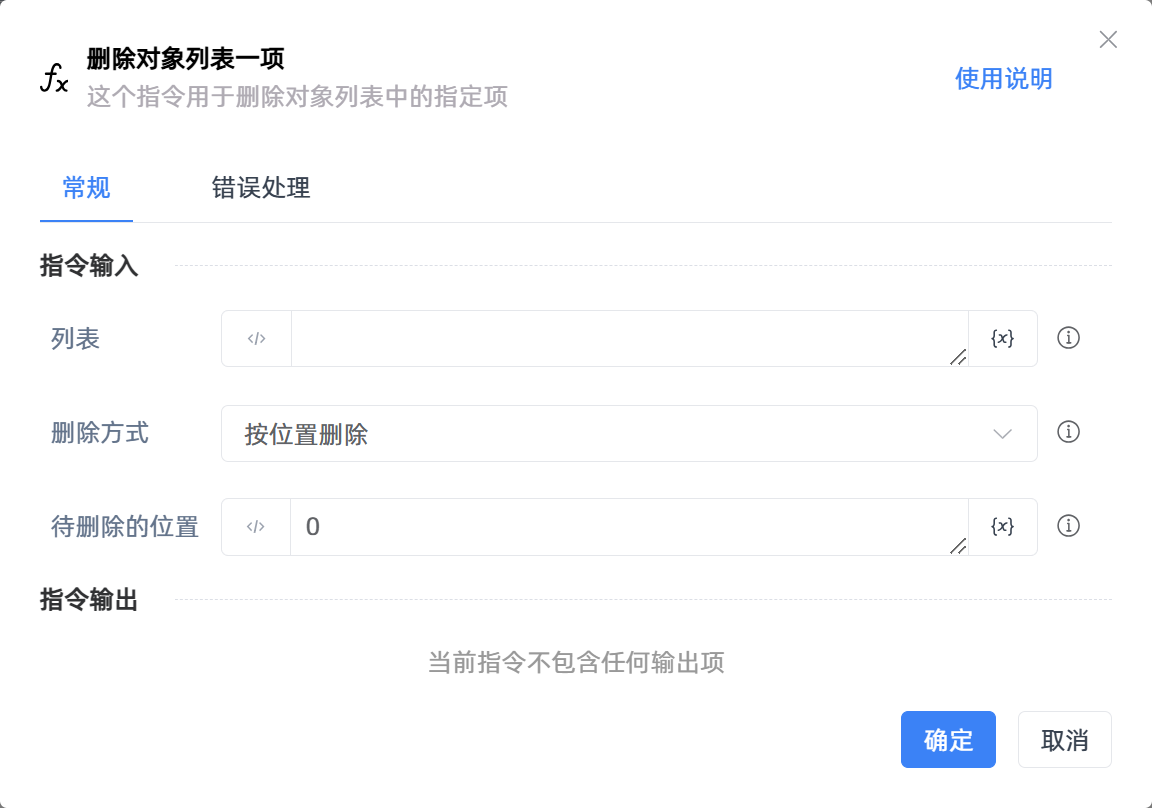 删除对象列表一项
这个指令用于删除对象列表中的指定项
使用说明
常规
错误处理
指令输入
列表
</>
{x}
删除方式
按位置删除
待删除的位置
</>
0
{x}
指令输出
当前指令不包含任何输出项
确定
取消